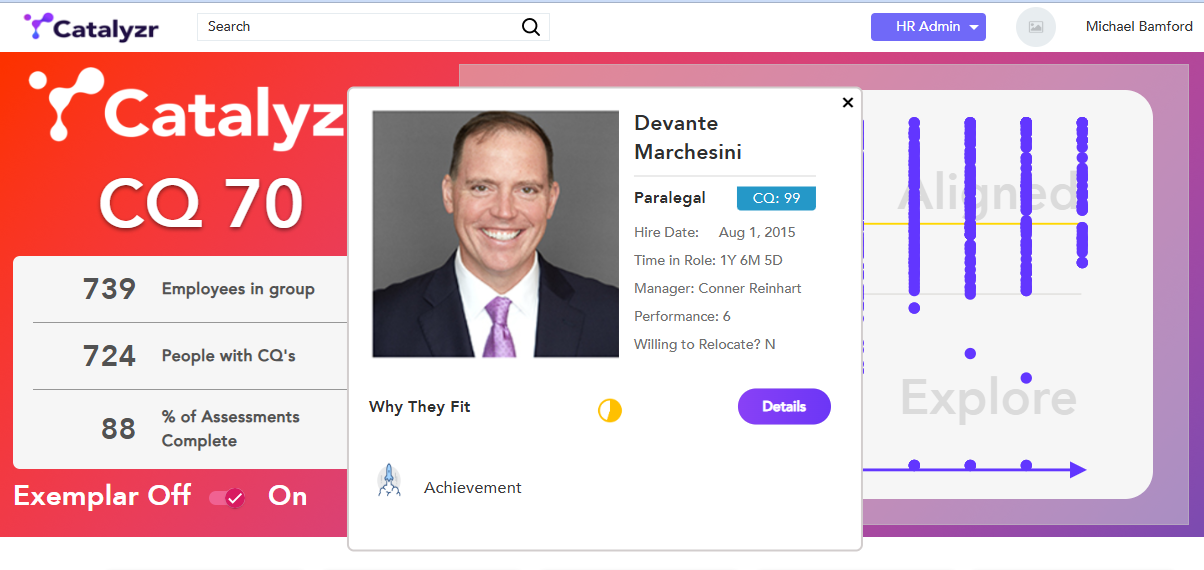 Catalyzr
Search
HR Admin
Michael Bamford
Catalyz
CQ 70
739 Employees in group
724 People with CQ's
88 % of Assessments
Complete
Exemplar Off On
Devante
Marchesini
Paralegal CQ: 99
Hire Date: Aug 1, 2015
Time in Role: 1Y 6M 5D
Manager: Conner Reinhart
Performance: 6
Willing to Relocate? N
Why They Fit
Details
Achievement
Aligned
Explore